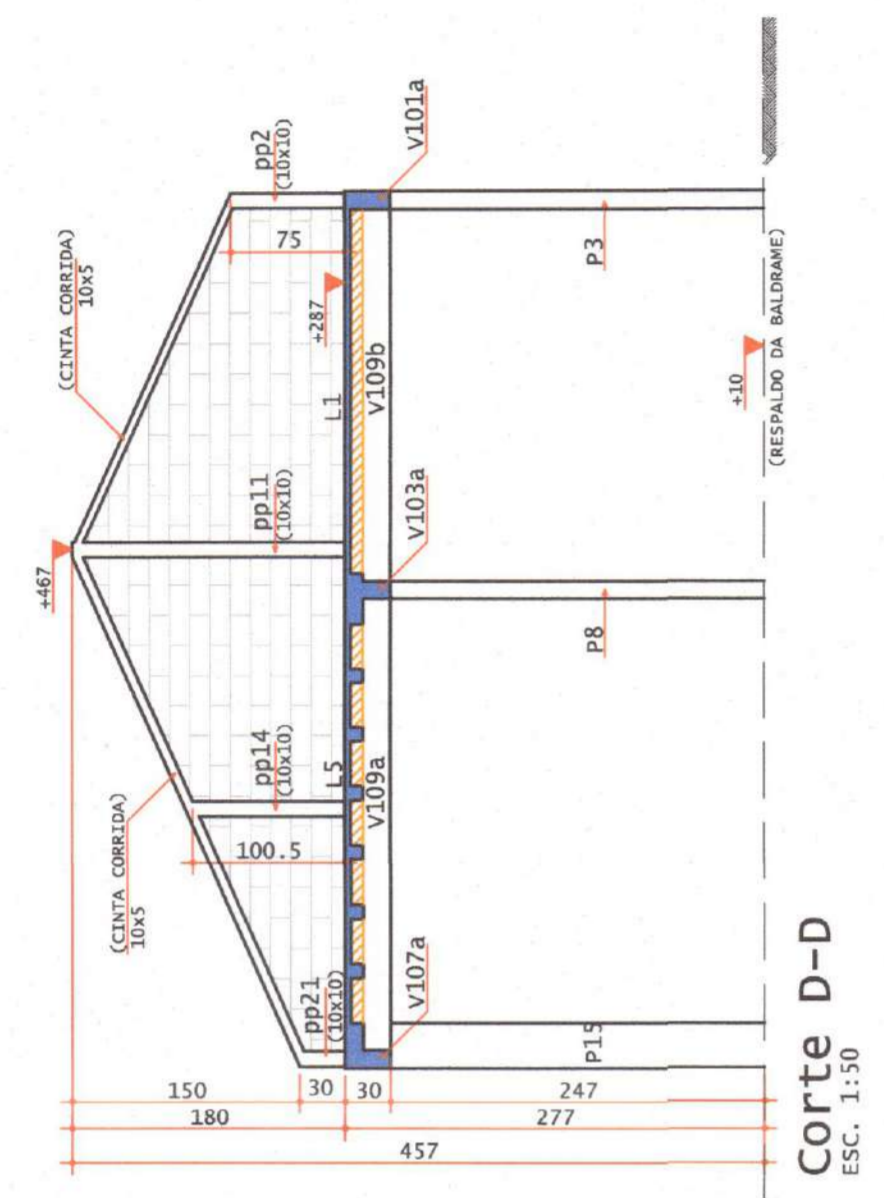 +467
(CINTA CORRIDA)
10x5
(CINTA CORRIDA)
10x5
pp21
(10x10)
pp14
(10x10)
pp11
(10x10)
pp2
(10x10)
100.5
75
+287
L5
L1
V109a
V109b
V107a
V103a
V101a
P15
P8
P3
150
30
30
247
180
277
457
+10
(RESPALDO DA BALDRAME)
Corte D-D
ESC. 1:50